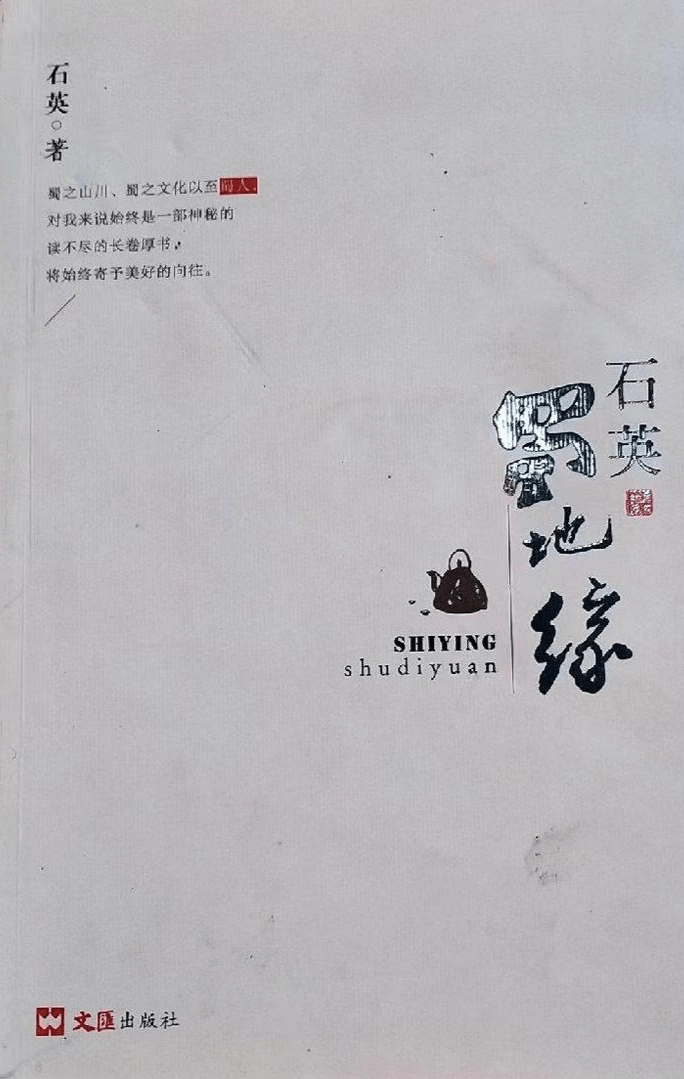 石英。著
蜀之山川、蜀之文化以至蜀人,
对我来说始终是一部神秘的
读不尽的长卷厚书,
将始终寄予美好的向往。
石英
蜀地缘
SHIYING
shudiyuan
文匯出版社